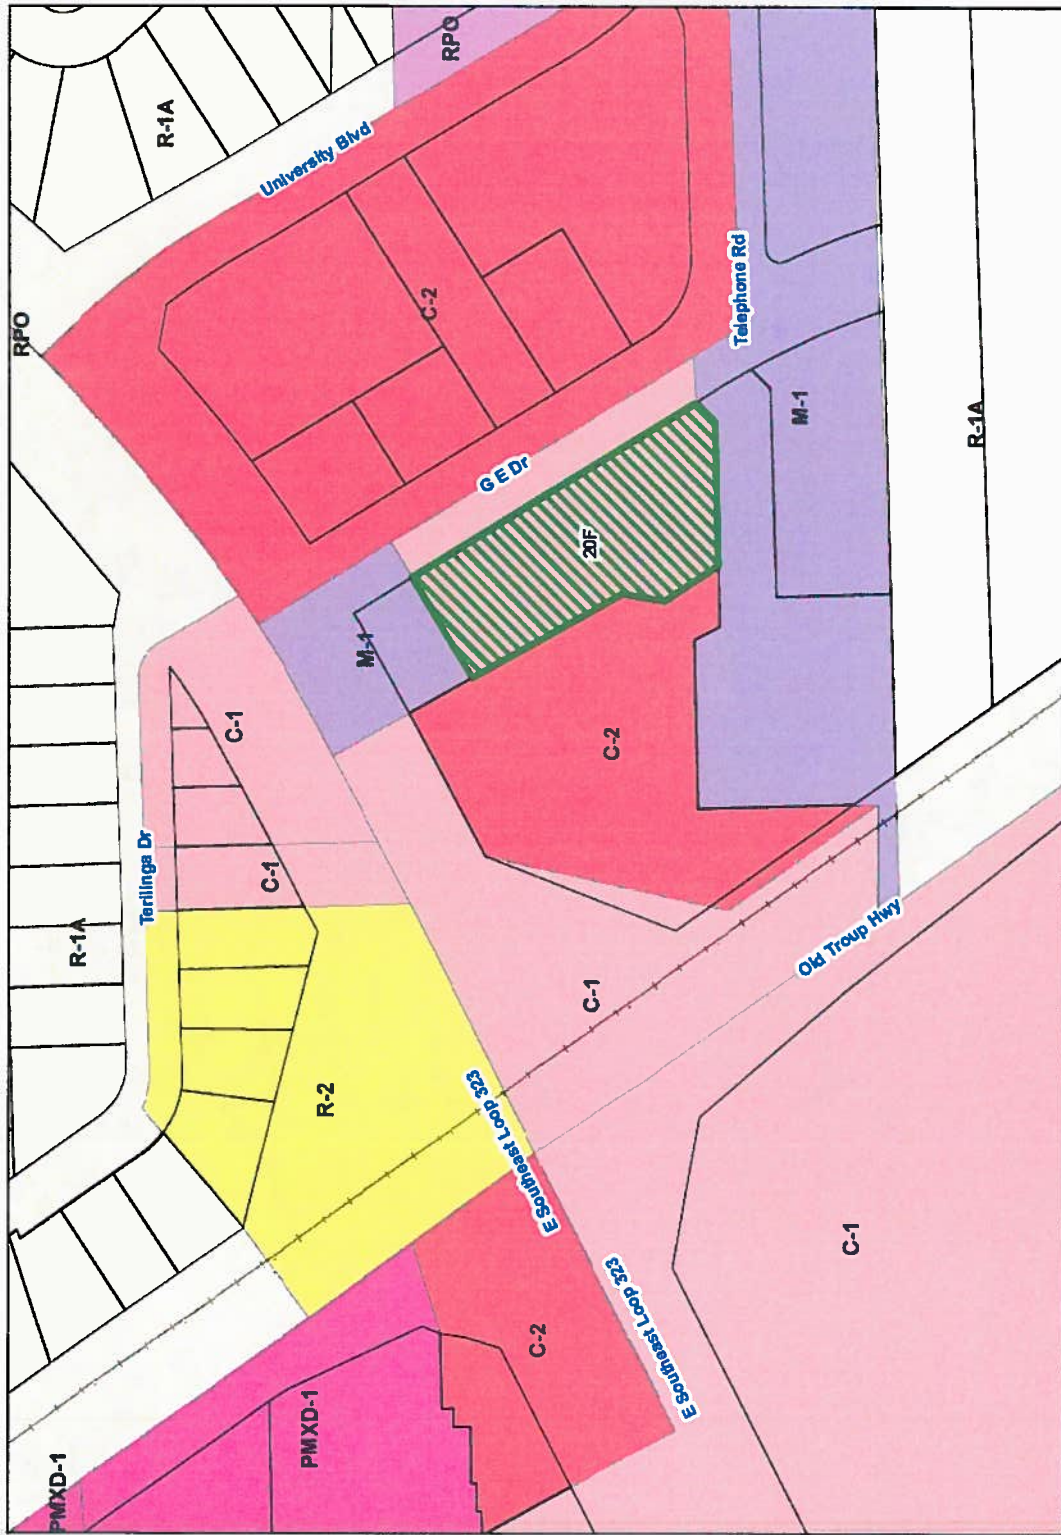 RPO
R-1A
RPO
University Blvd
C-2
Telephone Rd
M-1
R-1A
G E Dr
20F
M-1
C-1
C-2
Terlinga Dr
C-1
R-1A
Old Troup Hwy
C-1
R-2
E Southeast Loop 323
E Southeast Loop 323
C-2
C-1
PMXD-1
PMXD-1